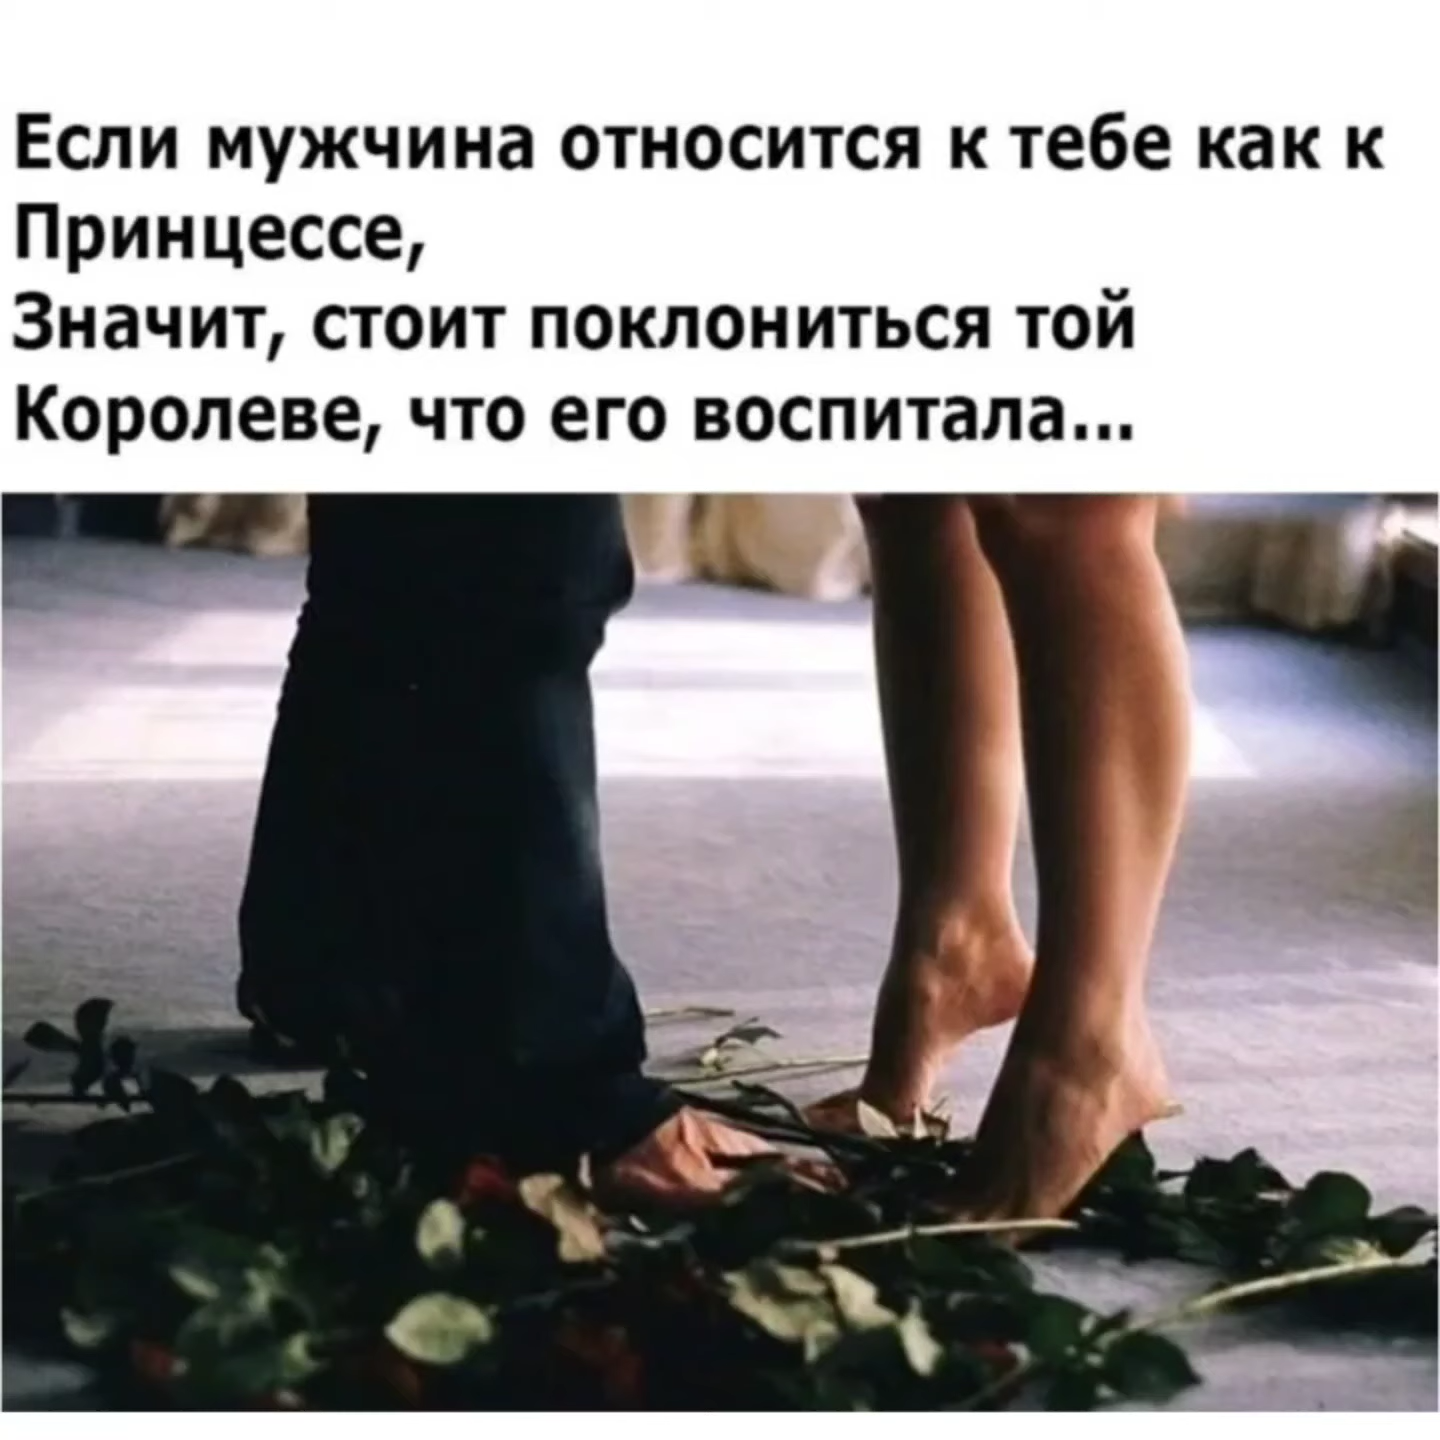 Если мужчина относится к тебе как к
Принцессе,
Значит, стоит поклониться той
Королеве, что его воспитала...